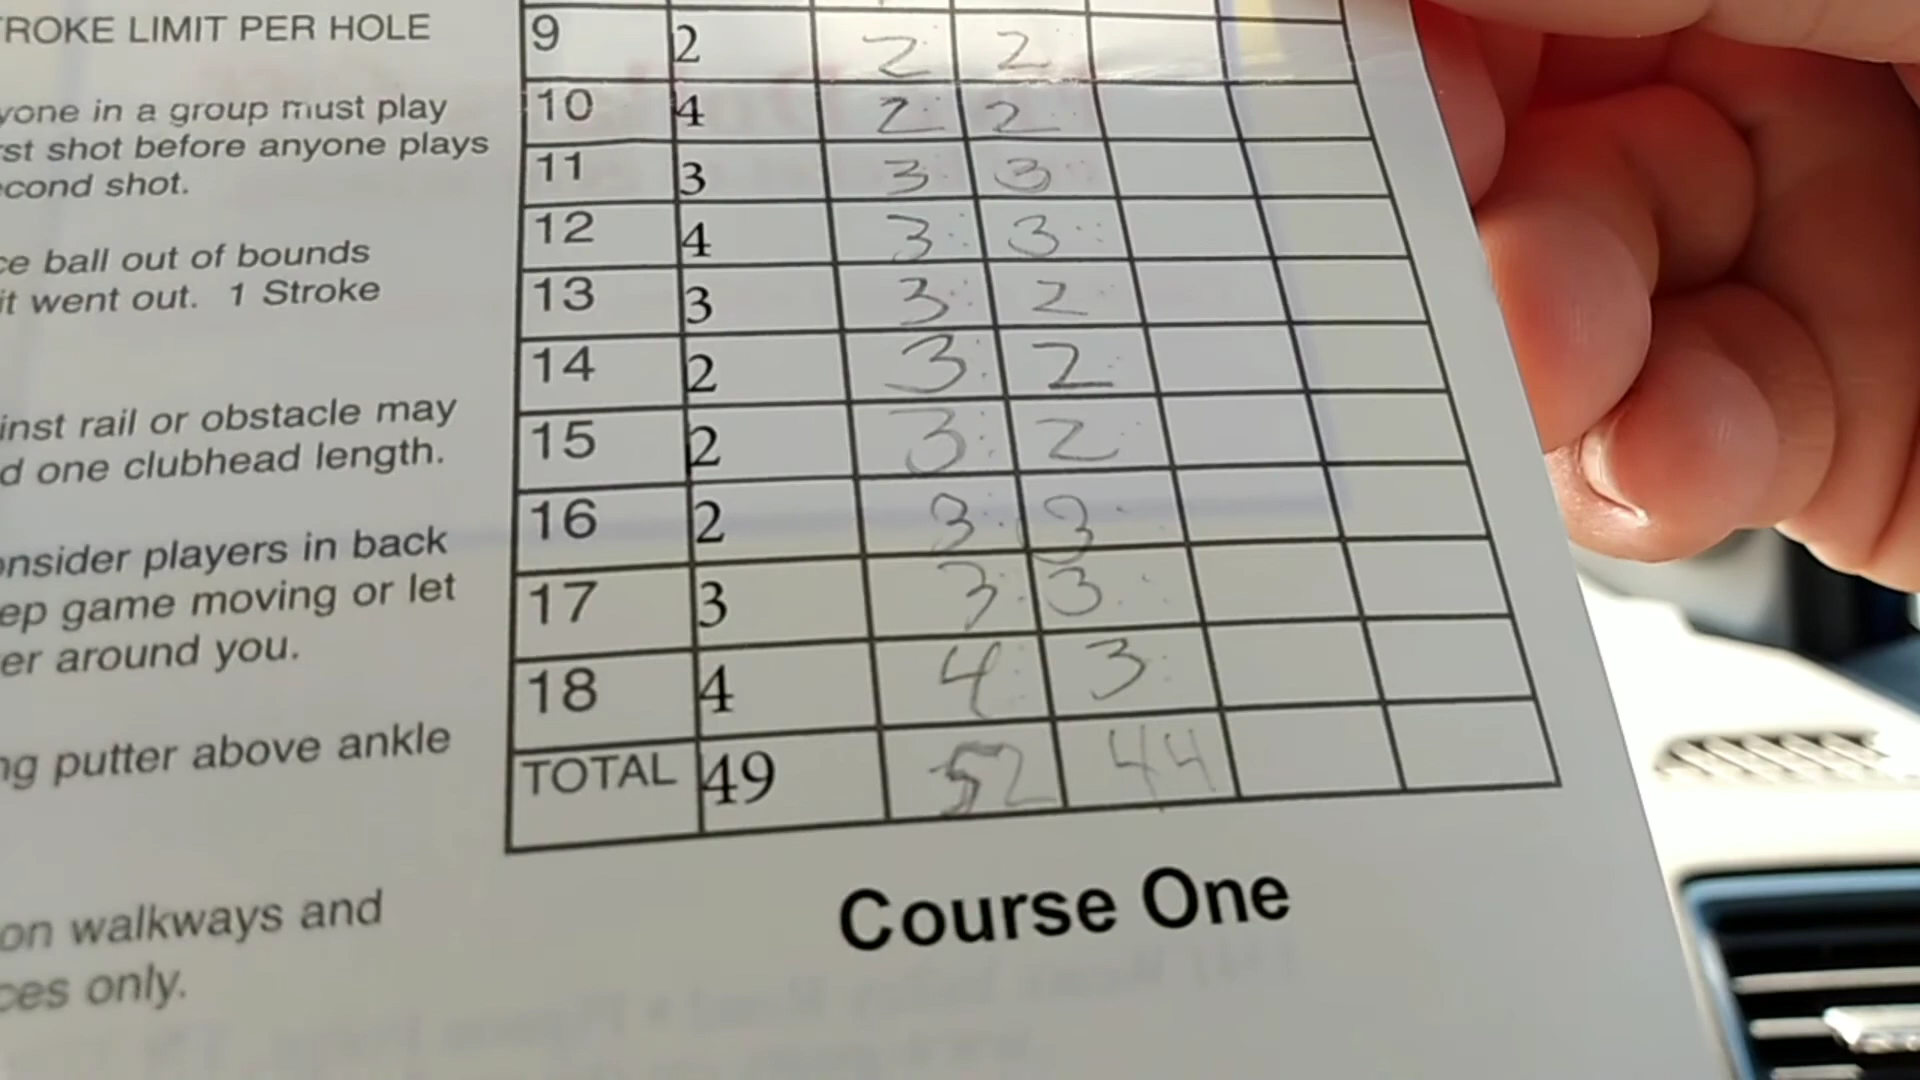 TROKE LIMIT PER HOLE
yone in a group must play
rst shot before anyone plays
cond shot.
ce ball out of bounds
it went out. 1 Stroke
inst rail or obstacle may
d one clubhead length.
onsider players in back
ep game moving or let
er around you.
ng putter above ankle
on walkways and
ces only.
9 2 2 2
10 4 2 2
11 3 3 3
12 4 3 3
13 3 3 2
14 2 3 2
15 2 3 2
16 2 3 3
17 3 3 3
18 4 4 3
TOTAL 49 52 44
Course One